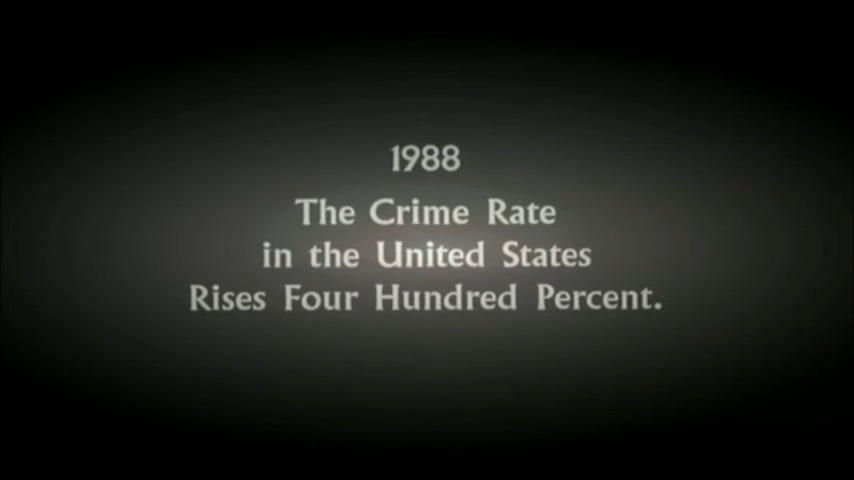 1988
The Crime Rate
in the United States
Rises Four Hundred Percent.